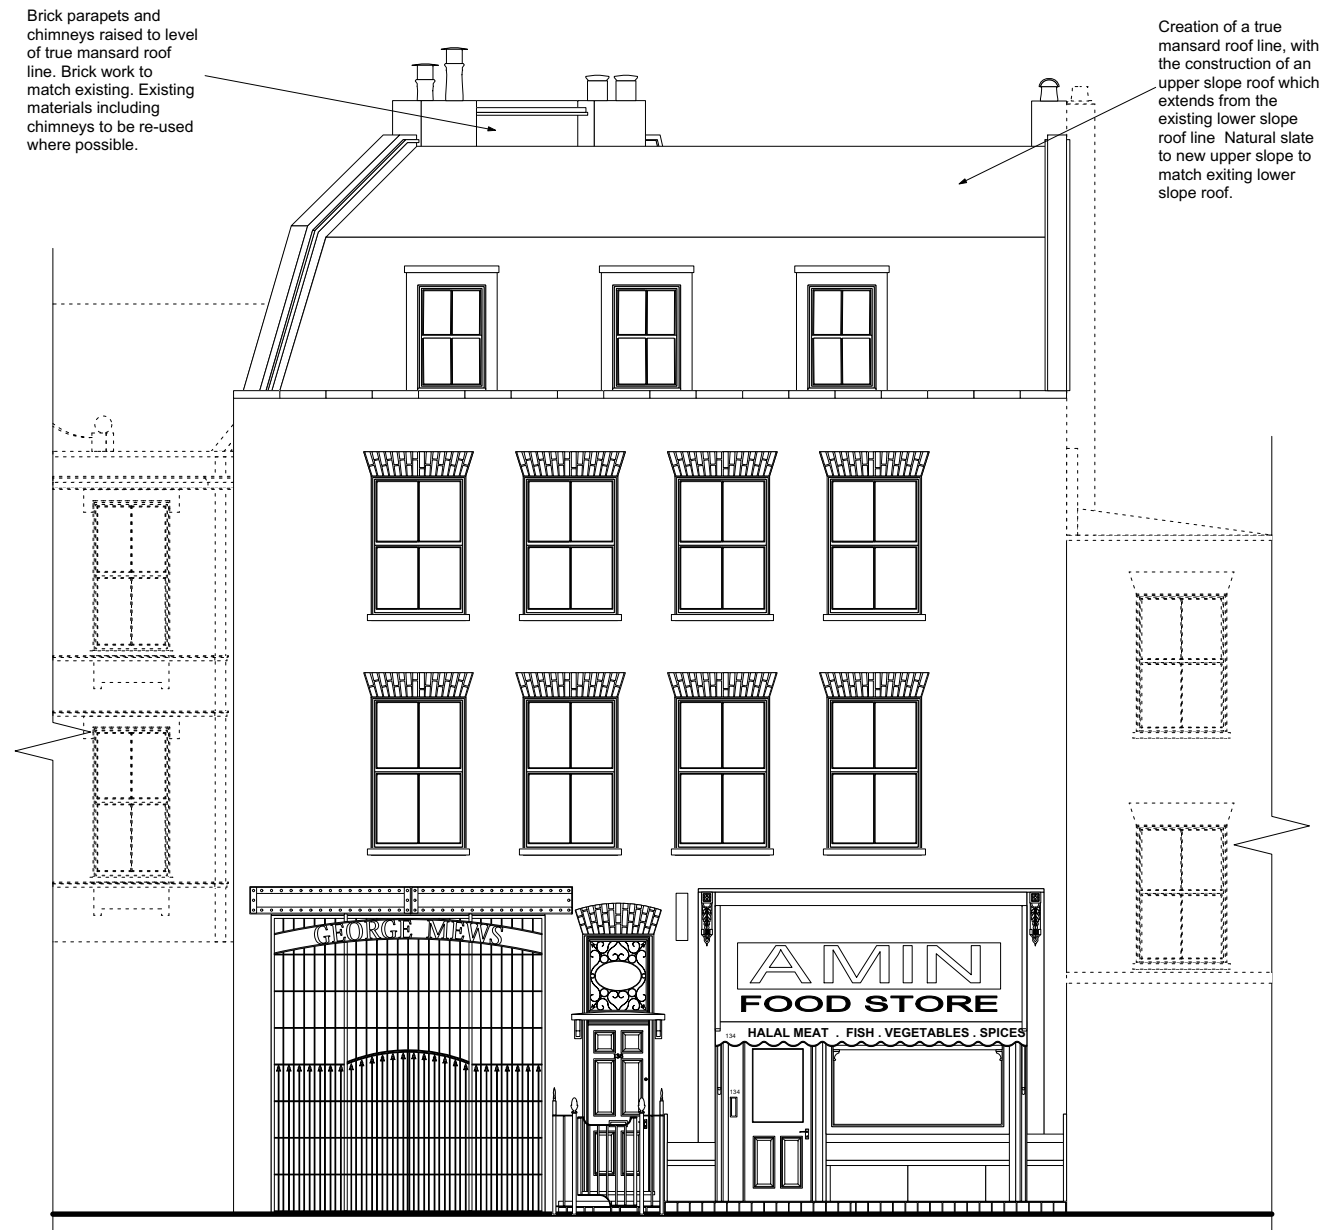 Brick parapets and
chimneys raised to level
of true mansard roof
line. Brick work to
match existing. Existing
materials including
chimneys to be re-used
where possible.
Creation of a true
mansard roof line, with
the construction of an
upper slope roof which
extends from the
existing lower slope
roof line Natural slate
to new upper slope to
match exiting lower
slope roof.
GEORGE MEWS
AMIN
FOOD STORE
134 HALAL MEAT . FISH . VEGETABLES . SPICES
134